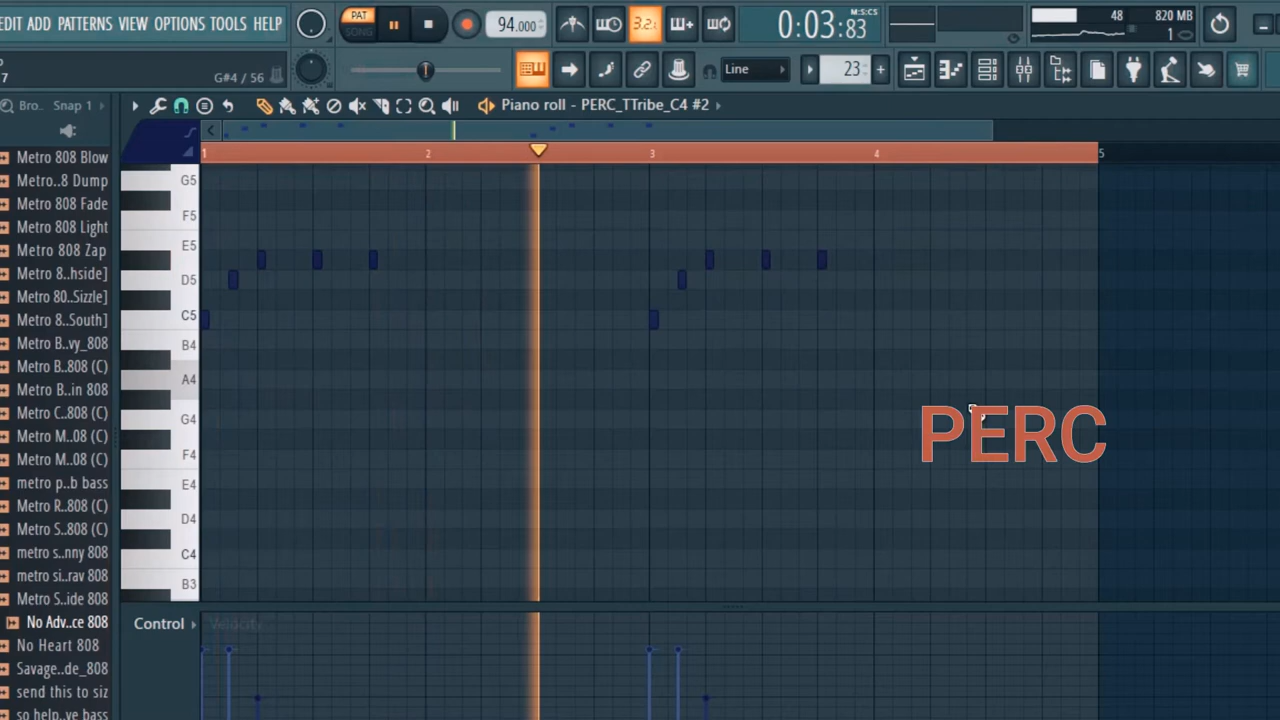 EDIT ADD PATTERNS VIEW OPTIONS TOOLS HELP
PAT
SONG
94.000
3.2.
0:03:83
M:S:CS
48
820 MB
1
G#4 / 56
Line
23
Bro.. Snap 1
Piano roll - PERC_TTribe_C4 #2
1 2 3 4 5
Metro 808 Blow
Metro..8 Dump
Metro 808 Fade
Metro 808 Light
Metro 808 Zap
Metro 8..hside]
Metro 80..Sizzle]
Metro 8..South]
Metro B..vy_808
Metro B..808 (C)
Metro B..in 808
Metro C..808 (C)
Metro M..08 (C)
Metro M..08 (C)
metro p..b bass
Metro R..808 (C)
Metro S..808 (C)
metro s..nny 808
metro si..rav 808
Metro S..ide 808
No Adv..ce 808
No Heart 808
Savage..de_808
send this to siz
so help..ve bass
G5
F5
E5
D5
C5
B4
A4
G4
F4
E4
D4
C4
B3
PERC
Control
Velocity